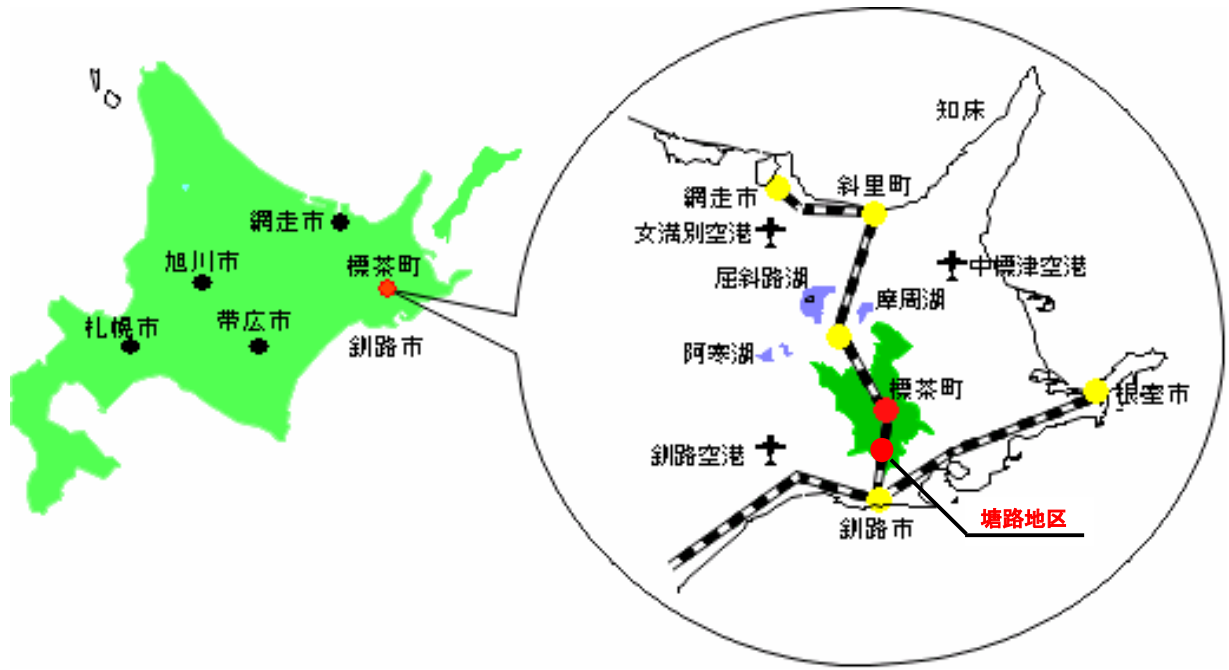 網走市
旭川市
標茶町
札幌市
帯広市
釧路市
知床
網走市
斜里町
女満別空港
中標津空港
屈斜路湖
摩周湖
阿寒湖
標茶町
根室市
釧路空港
塘路地区
釧路市